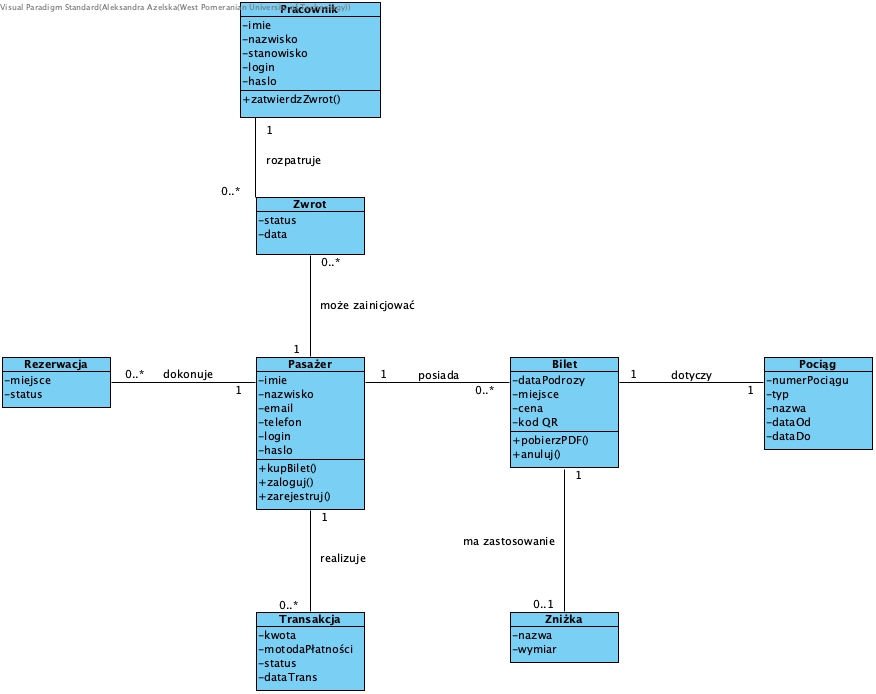 Visual Paradigm Standard(Aleksandra Azelska(West Pomeranian University of Technology))
Pracownik
-imie
-nazwisko
-stanowisko
-login
-haslo
+zatwierdzZwrot()
1
rozpatruje
0..*
Zwrot
-status
-data
0..*
może zainicjować
1
Rezerwacja
-miejsce
-status
0..*
dokonuje
1
Pasażer
-imie
-nazwisko
-email
-telefon
-login
-haslo
+kupBilet()
+zaloguj()
+zarejestruj()
1
posiada
0..*
Bilet
-dataPodrozy
-miejsce
-cena
-kod QR
+pobierzPDF()
+anuluj()
1
dotyczy
1
Pociąg
-numerPociągu
-typ
-nazwa
-dataOd
-dataDo
1
realizuje
0..*
Transakcja
-kwota
-motodaPłatności
-status
-dataTrans
1
ma zastosowanie
0..1
Zniżka
-nazwa
-wymiar